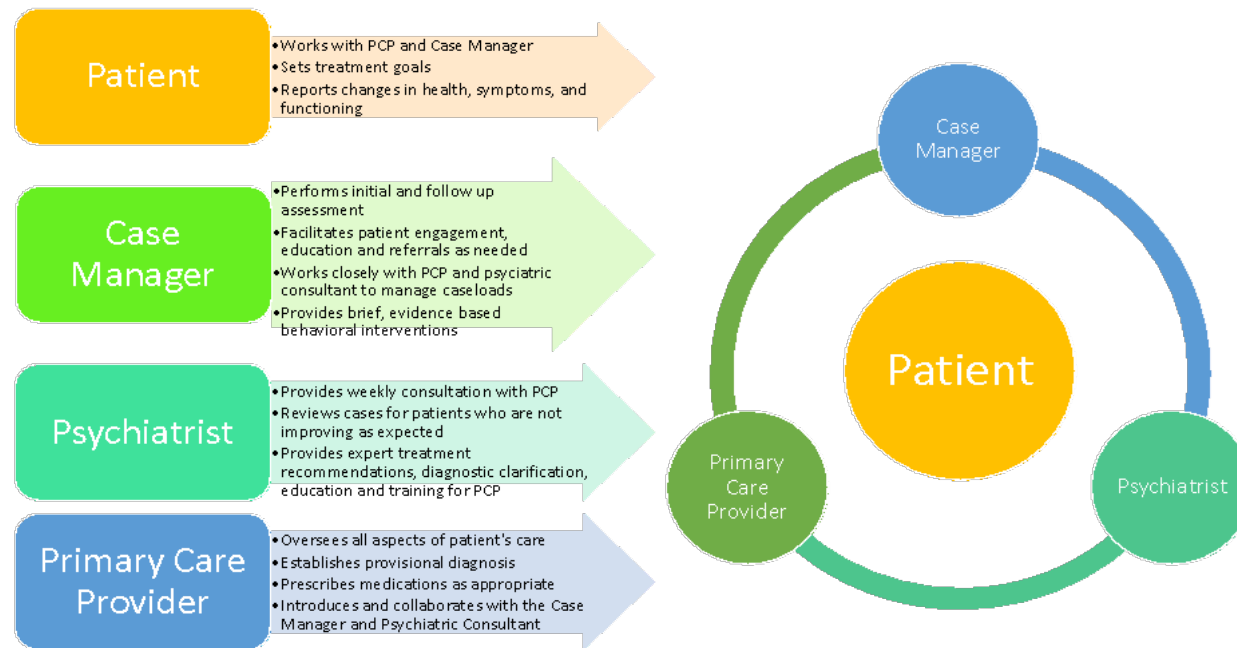 Patient
•Works with PCP and Case Manager
•Sets treatment goals
•Reports changes in health, symptoms, and
functioning
Case
Manager
•Performs initial and follow up
assessment
•Facilitates patient engagement,
education and referrals as needed
•Works closely with PCP and psyciatric
consultant to manage caseloads
•Provides brief, evidence based
behavioral interventions
Psychiatrist
•Provides weekly consultation with PCP
•Reviews cases for patients who are not
improving as expected
•Provides expert treatment
recommendations, diagnostic clarification,
education and training for PCP
Primary Care
Provider
•Oversees all aspects of patient's care
•Establishes provisional diagnosis
•Prescribes medications as appropriate
•Introduces and collaborates with the Case
Manager and Psychiatric Consultant
Case
Manager
Patient
Primary
Care
Provider
Psychiatrist